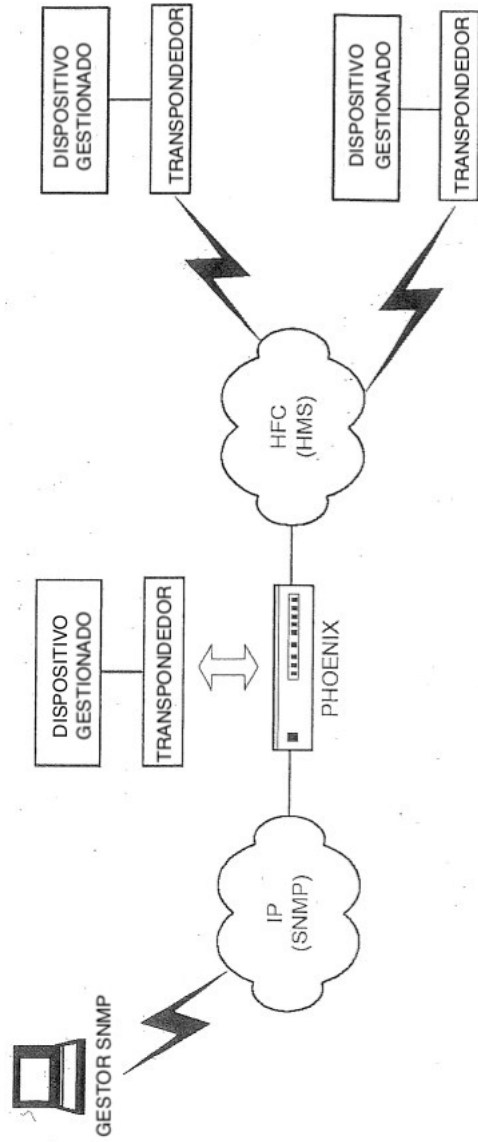 GESTOR SNMP
IP
(SNMP)
DISPOSITIVO
GESTIONADO
TRANSPONDEDOR
PHOENIX
HFC
(HMS)
DISPOSITIVO
GESTIONADO
TRANSPONDEDOR
DISPOSITIVO
GESTIONADO
TRANSPONDEDOR